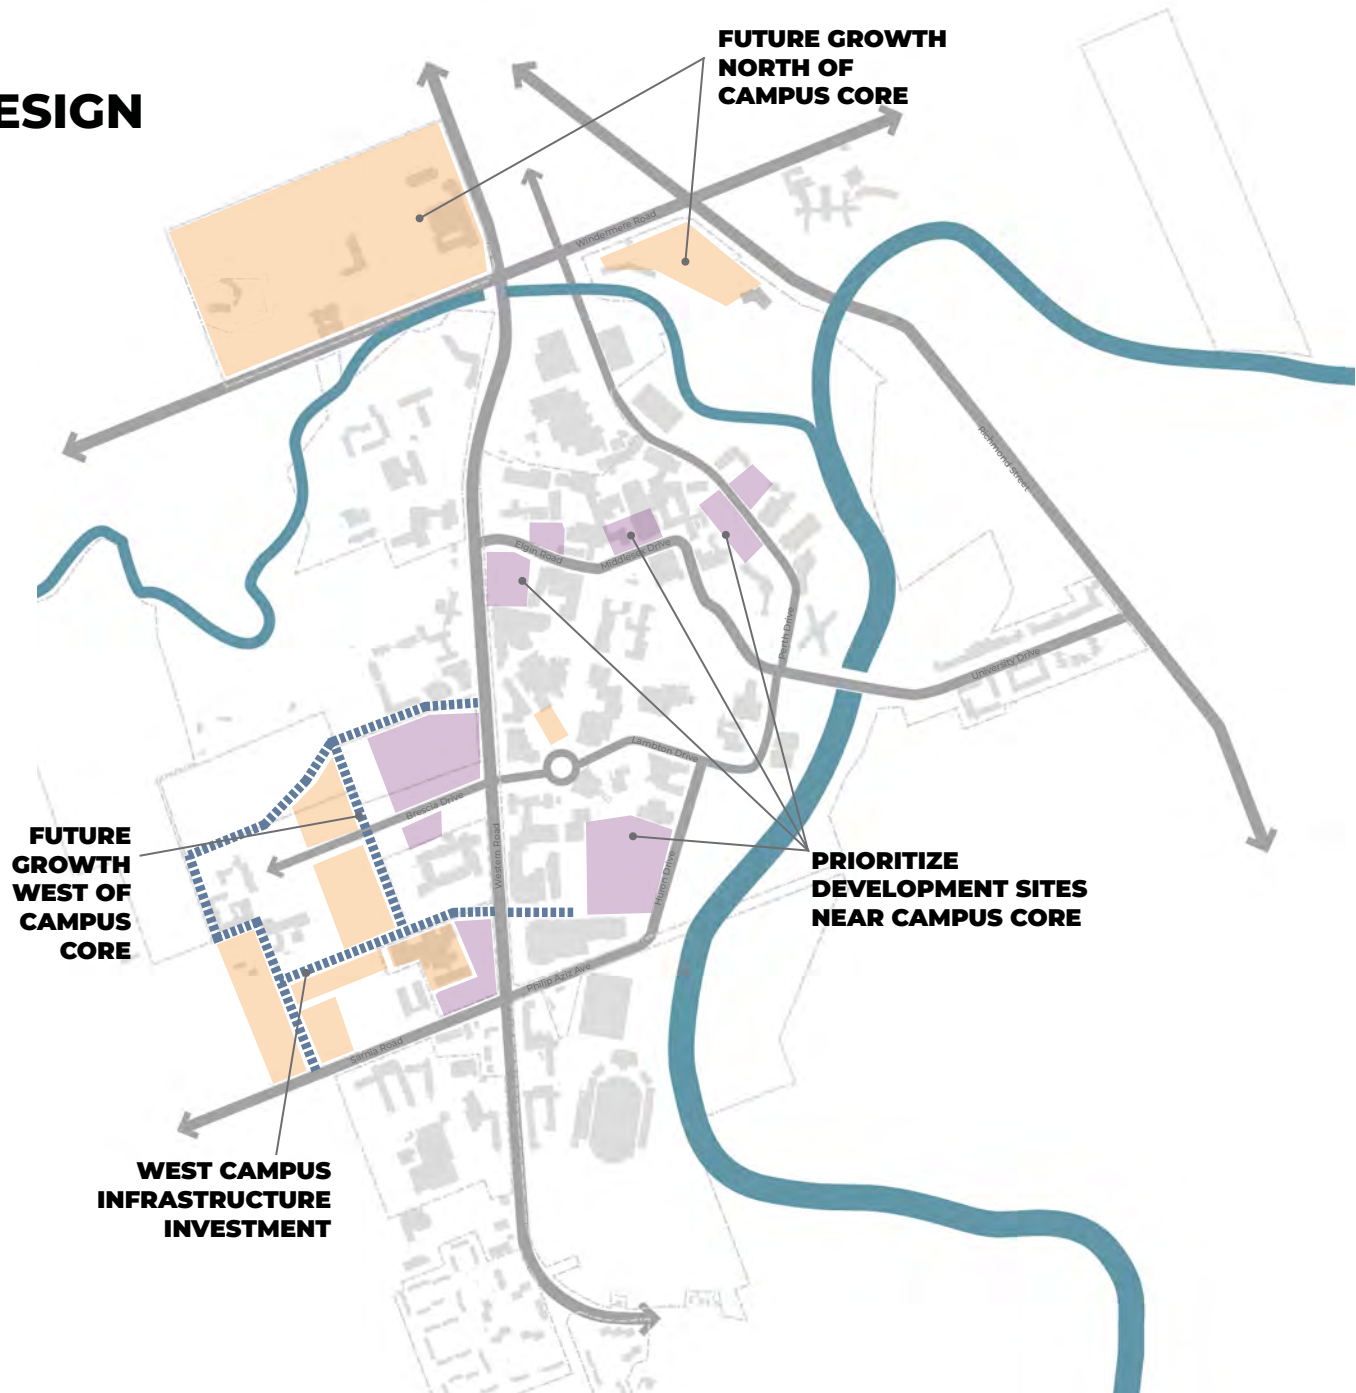 FUTURE GROWTH
NORTH OF
CAMPUS CORE
ESIGN
Windermere Road
Richmond Street
Elgin Road
Middlesex Drive
Perth Drive
University Drive
Lambton Drive
Brescia Drive
Western Road
Huron Drive
FUTURE
GROWTH
WEST OF
CAMPUS
CORE
PRIORITIZE
DEVELOPMENT SITES
NEAR CAMPUS CORE
Philip Aziz Ave
Sarnia Road
WEST CAMPUS
INFRASTRUCTURE
INVESTMENT